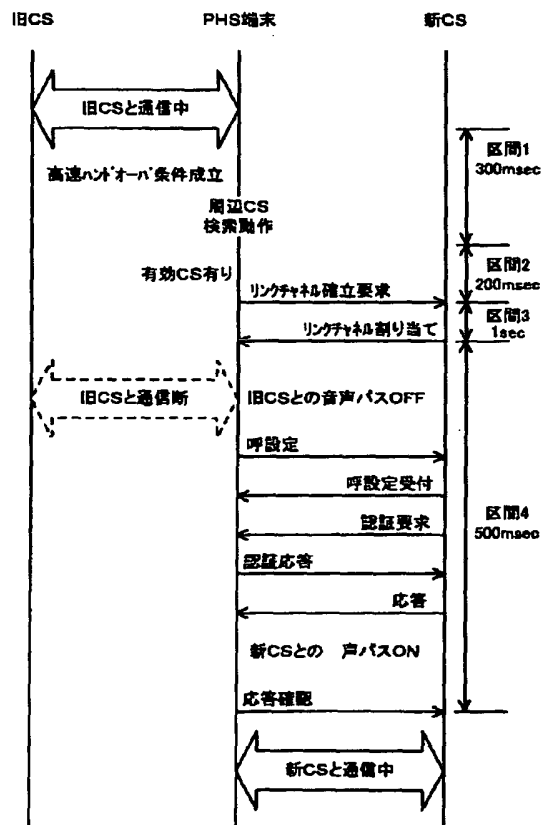 旧CS
PHS端末
新CS
旧CSと通信中
区間1
300msec
高速ハンドオーバ条件成立
周辺CS
検索動作
有効CS有り
区間2
200msec
リンクチャネル確立要求
区間3
1sec
リンクチャネル割り当て
旧CSと通信断
旧CSとの音声パスOFF
呼設定
呼設定受付
区間4
500msec
認証要求
認証応答
応答
新CSとの 声パスON
応答確認
新CSと通信中